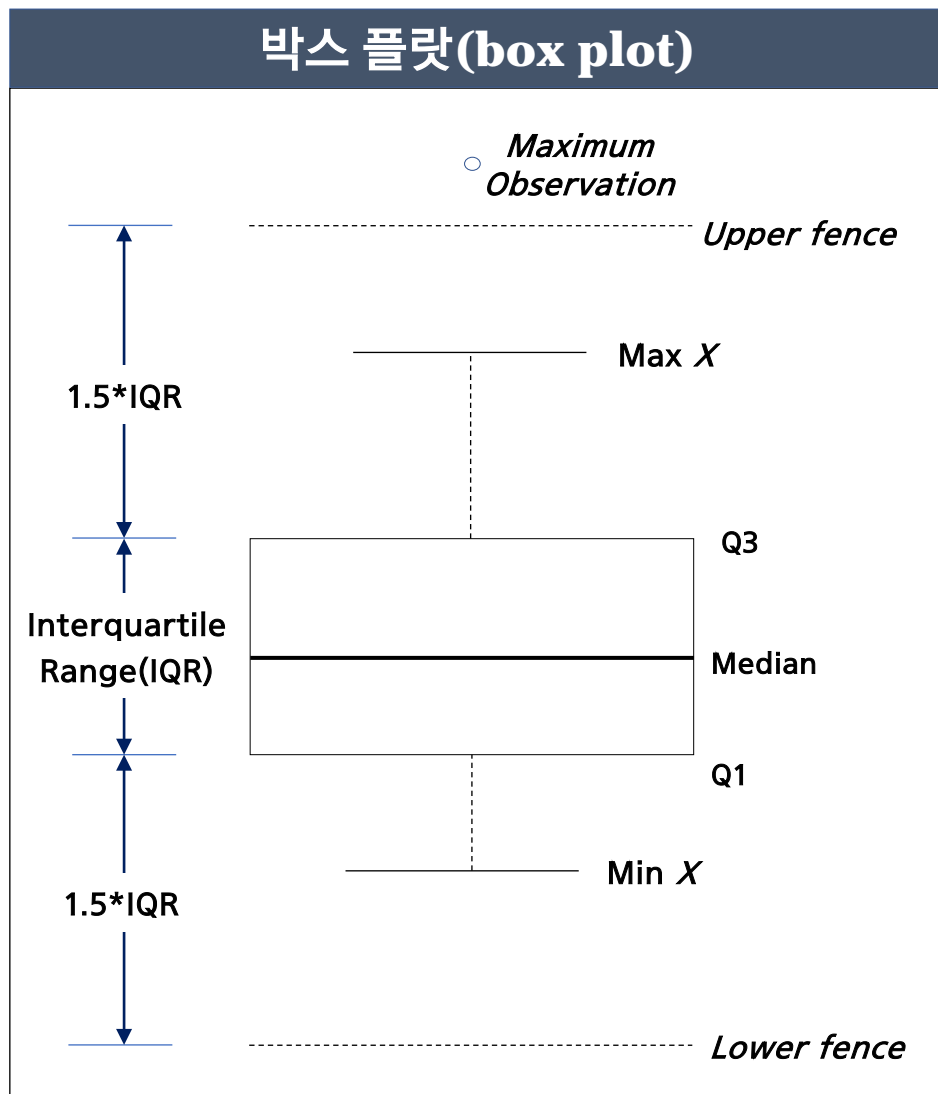 박스 플랏(box plot)
Maximum
Observation
Upper fence
Max X
1.5*IQR
Q3
Interquartile
Range(IQR)
Median
Q1
Min X
1.5*IQR
Lower fence